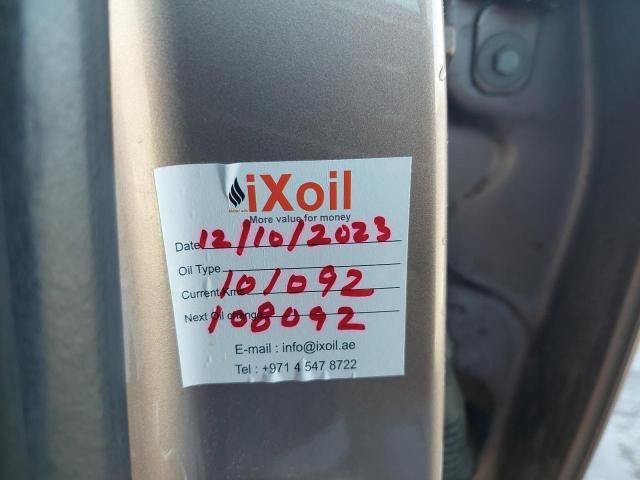 iXoil
More value for money
Date 12/10/2023
Oil Type
Current Kms 101092
Next Oil change 108092
E-mail : info@ixoil.ae
Tel : +971 4 547 8722